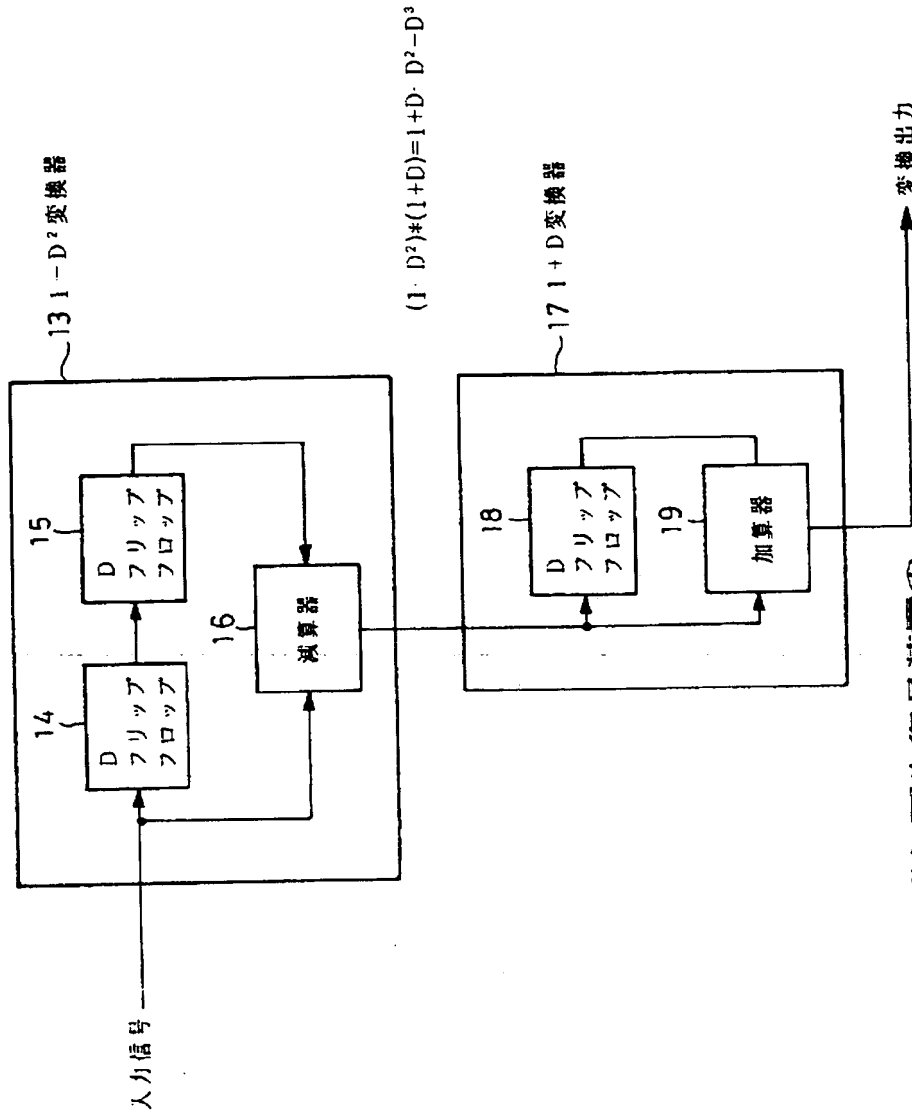 入力信号
13 1-D²変換器
14
D
フリップ
フロップ
15
D
フリップ
フロップ
16
減算器
(1· D²)*(1+D)=1+D· D²-D³
17 1+D変換器
18
D
フリップ
フロップ
19
加算器
変換出力